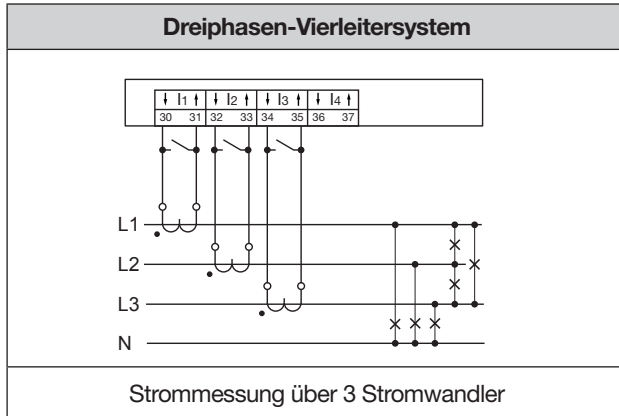 Dreiphasen-Vierleitersystem
I1 I2 I3 I4
30 31 32 33 34 35 36 37
L1
L2
L3
N
Strommessung über 3 Stromwandler